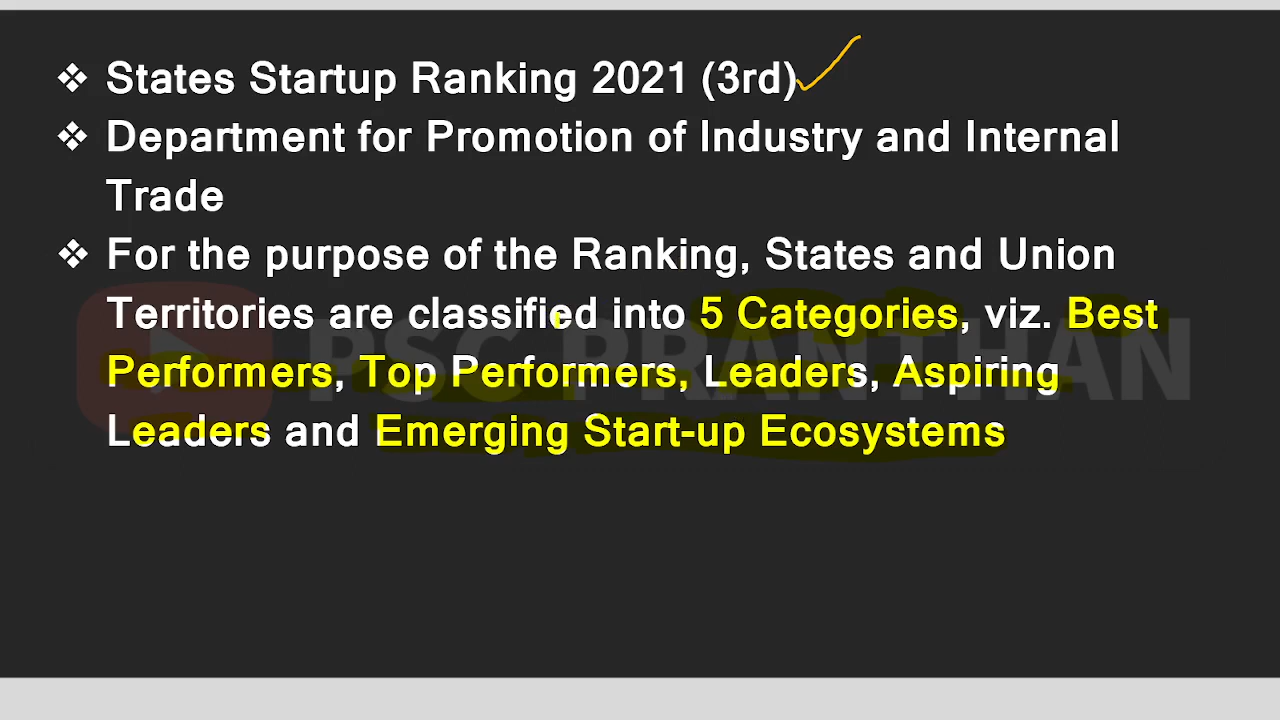 ❖ States Startup Ranking 2021 (3rd)
❖ Department for Promotion of Industry and Internal
Trade
❖ For the purpose of the Ranking, States and Union
Territories are classified into 5 Categories, viz. Best
Performers, Top Performers, Leaders, Aspiring
Leaders and Emerging Start-up Ecosystems
PSC PRANTHAN